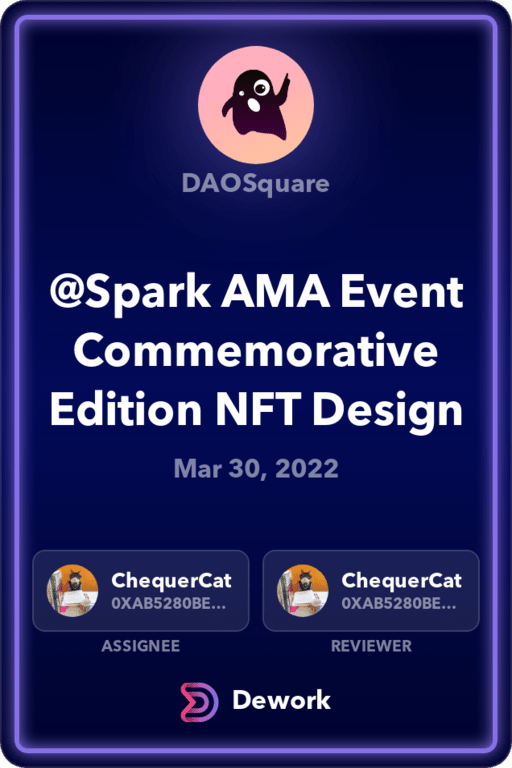 DAOSquare
@Spark AMA Event
Commemorative
Edition NFT Design
Mar 30, 2022
ChequerCat
0XAB5280BE...
ASSIGNEE
ChequerCat
0XAB5280BE...
REVIEWER
Dework